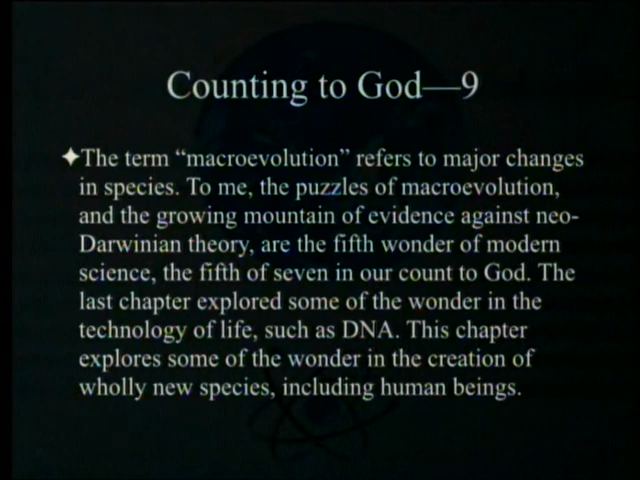 Counting to God—9
✦The term “macroevolution” refers to major changes
in species. To me, the puzzles of macroevolution,
and the growing mountain of evidence against neo-
Darwinian theory, are the fifth wonder of modern
science, the fifth of seven in our count to God. The
last chapter explored some of the wonder in the
technology of life, such as DNA. This chapter
explores some of the wonder in the creation of
wholly new species, including human beings.